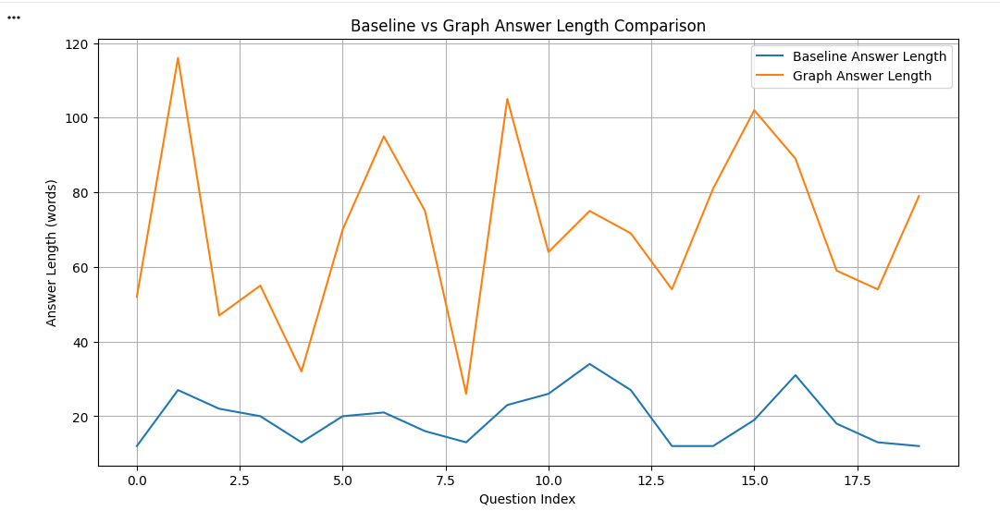 ...
Baseline vs Graph Answer Length Comparison
Baseline Answer Length
Graph Answer Length
Answer Length (words)
120
100
80
60
40
20
0.0 2.5 5.0 7.5 10.0 12.5 15.0 17.5
Question Index